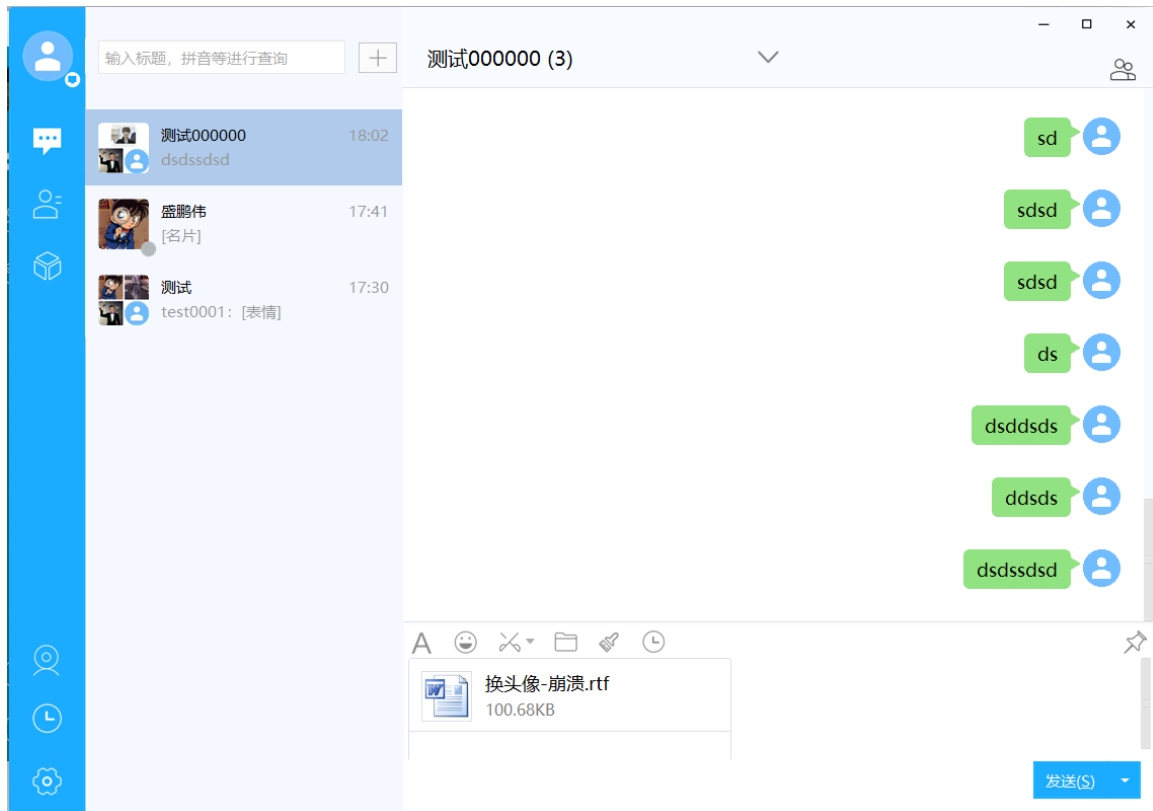 输入标题，拼音等进行查询
测试000000 18:02
dsdssdsd
盛鹏伟 17:41
[名片]
测试 17:30
test0001：[表情]
测试000000 (3)
sd
sdsd
sdsd
ds
dsddsds
ddsds
dsdssdsd
A
换头像-崩溃.rtf
100.68KB
发送(S)